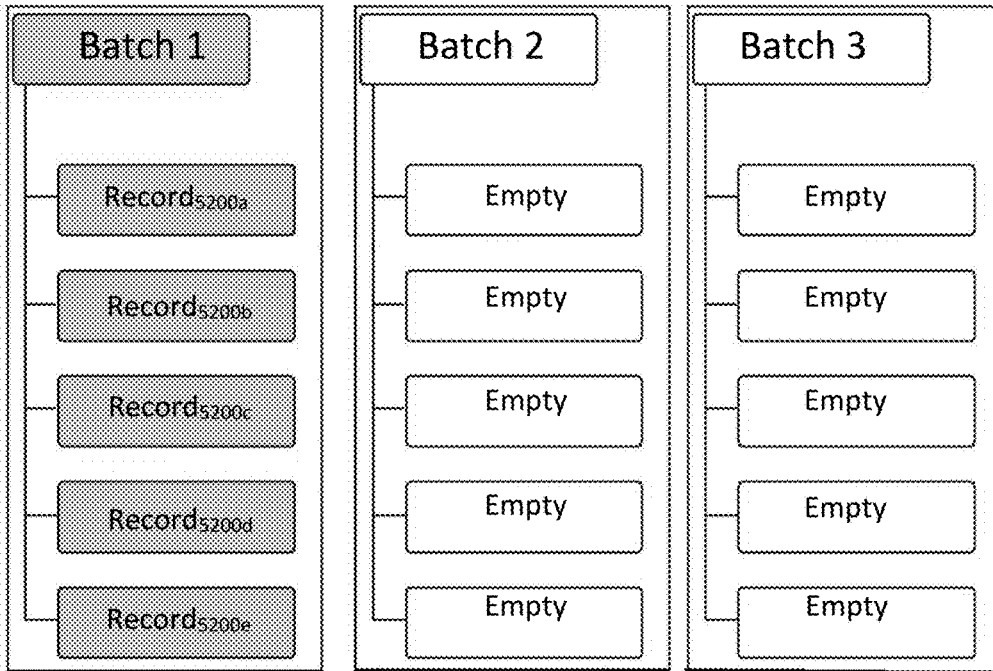 Batch 1
Record5200a
Record5200b
Record5200c
Record5200d
Record5200e
Batch 2
Empty
Empty
Empty
Empty
Empty
Batch 3
Empty
Empty
Empty
Empty
Empty